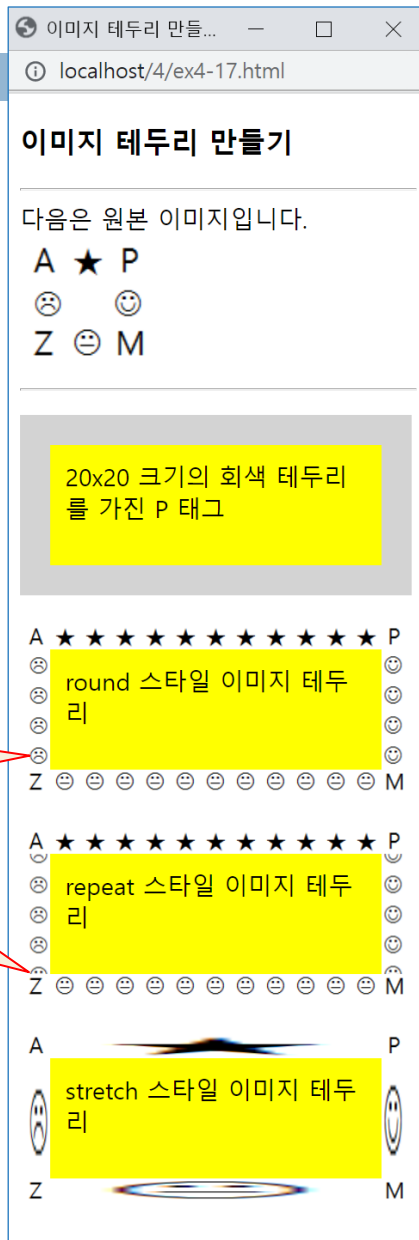 이미지 테두리 만들...
localhost/4/ex4-17.html
이미지 테두리 만들기
다음은 원본 이미지입니다.
A ★ P
☹ ☺
Z 😐 M
20x20 크기의 회색 테두리
를 가진 P 태그
A ★ ★ ★ ★ ★ ★ ★ ★ ★ ★ ★ P
round 스타일 이미지 테두
리
Z 😐 😐 😐 😐 😐 😐 😐 😐 😐 😐 😐 M
A ★ ★ ★ ★ ★ ★ ★ ★ ★ ★ ★ P
repeat 스타일 이미지 테두
리
Z 😐 😐 😐 😐 😐 😐 😐 😐 😐 😐 😐 M
A P
stretch 스타일 이미지 테두
리
Z M